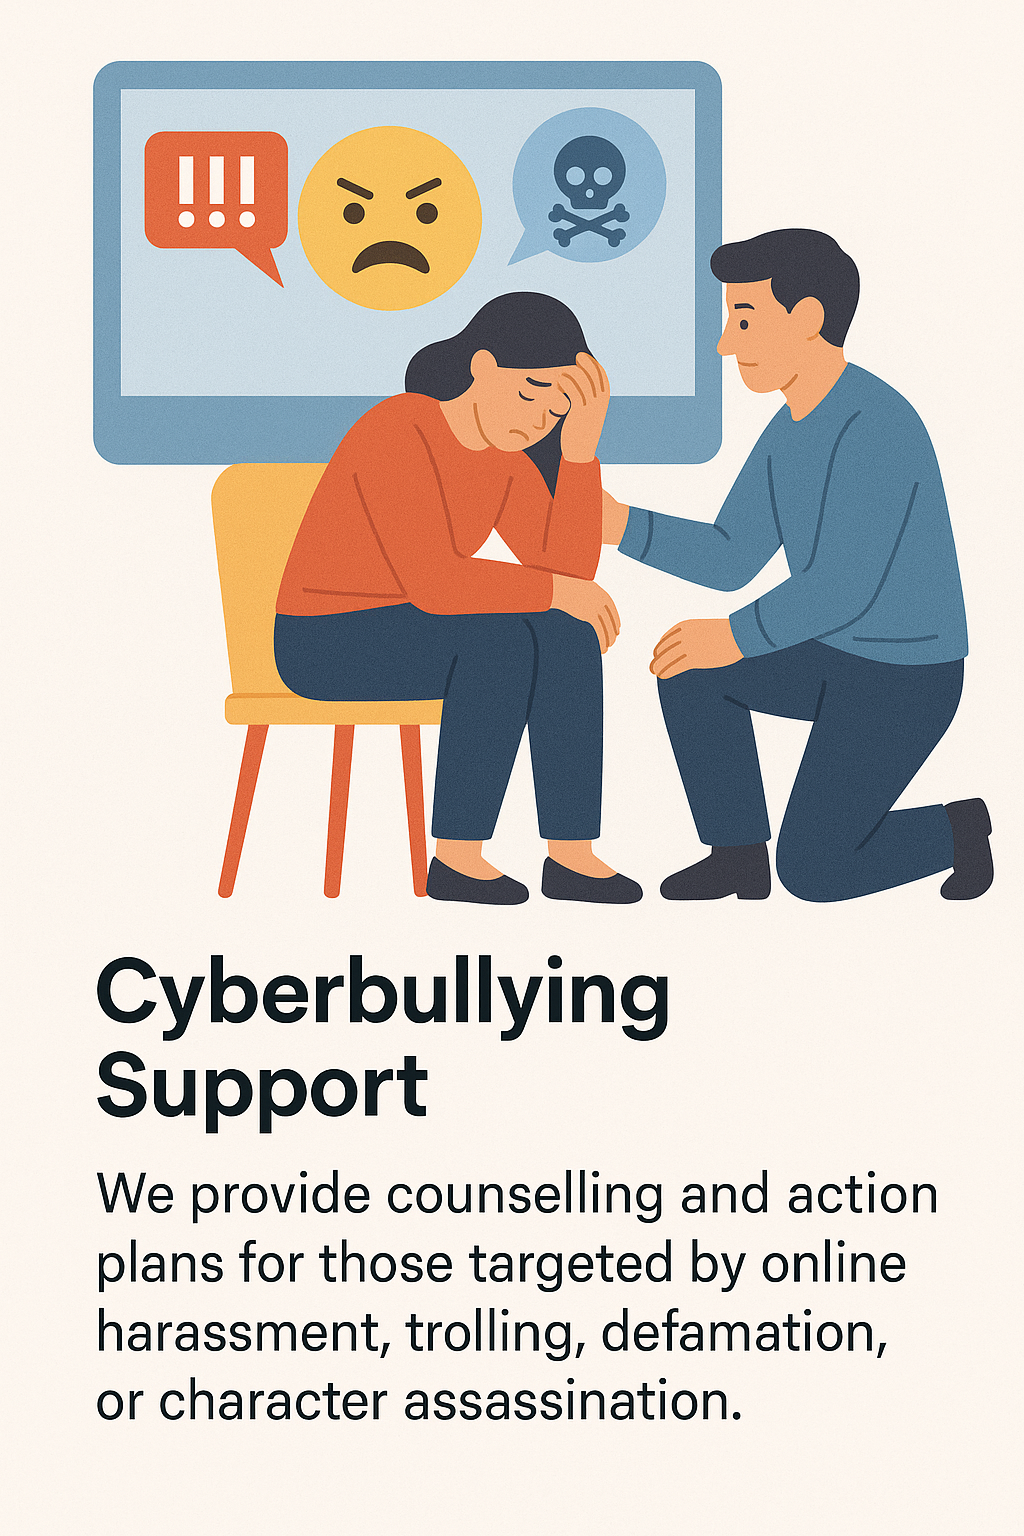 !!!
Cyberbullying
Support
We provide counselling and action
plans for those targeted by online
harassment, trolling, defamation,
or character assassination.